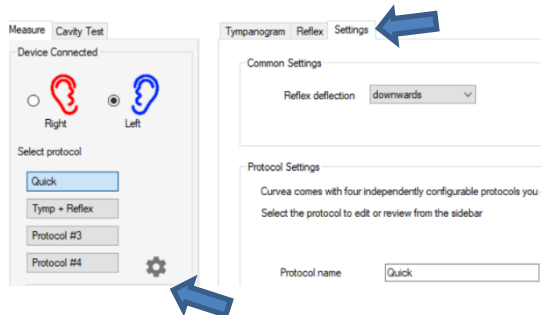 Measure Cavity Test
Device Connected
Right Left
Select protocol
Quick
Tymp + Reflex
Protocol #3
Protocol #4
Tympanogram Reflex Settings
Common Settings
Reflex deflection downwards
Protocol Settings
Curvea comes with four independently configurable protocols you
Select the protocol to edit or review from the sidebar
Protocol name Quick